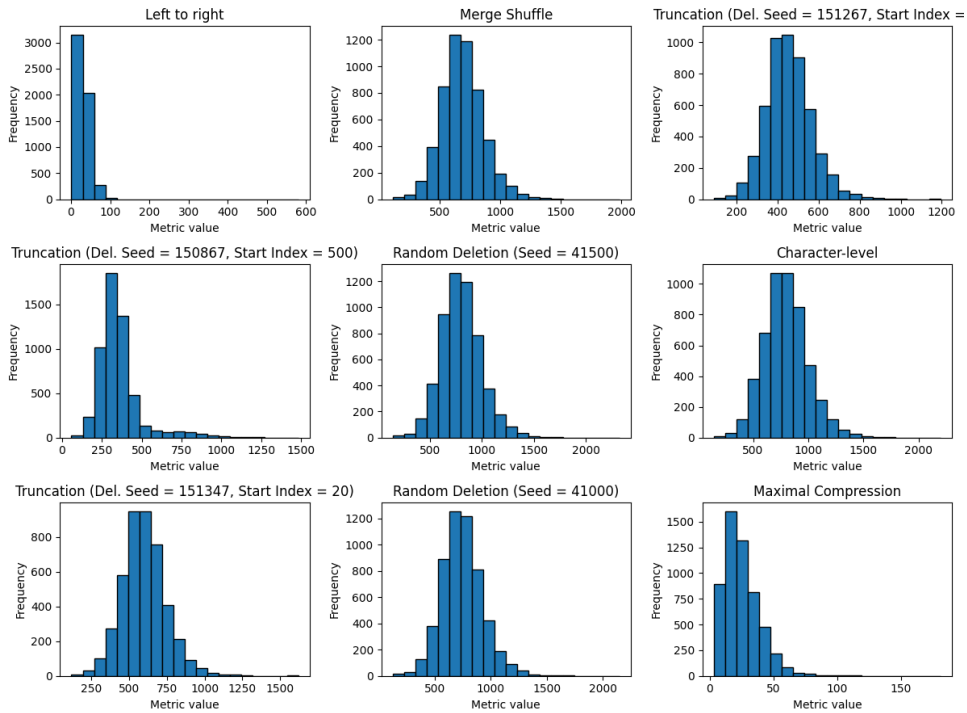 Left to right
Frequency
3000
2500
2000
1500
1000
500
0
0 100 200 300 400 500 600
Metric value
Merge Shuffle
Frequency
1200
1000
800
600
400
200
0
500 1000 1500 2000
Metric value
Truncation (Del. Seed = 151267, Start Index =
Frequency
1000
800
600
400
200
0
200 400 600 800 1000 1200
Metric value
Truncation (Del. Seed = 150867, Start Index = 500)
Frequency
1500
1000
500
0
0 250 500 750 1000 1250 1500
Metric value
Random Deletion (Seed = 41500)
Frequency
1200
1000
800
600
400
200
0
500 1000 1500 2000
Metric value
Character-level
Frequency
1000
800
600
400
200
0
500 1000 1500 2000
Metric value
Truncation (Del. Seed = 151347, Start Index = 20)
Frequency
800
600
400
200
0
250 500 750 1000 1250 1500
Metric value
Random Deletion (Seed = 41000)
Frequency
1200
1000
800
600
400
200
0
500 1000 1500 2000
Metric value
Maximal Compression
Frequency
1500
1250
1000
750
500
250
0
0 50 100 150
Metric value